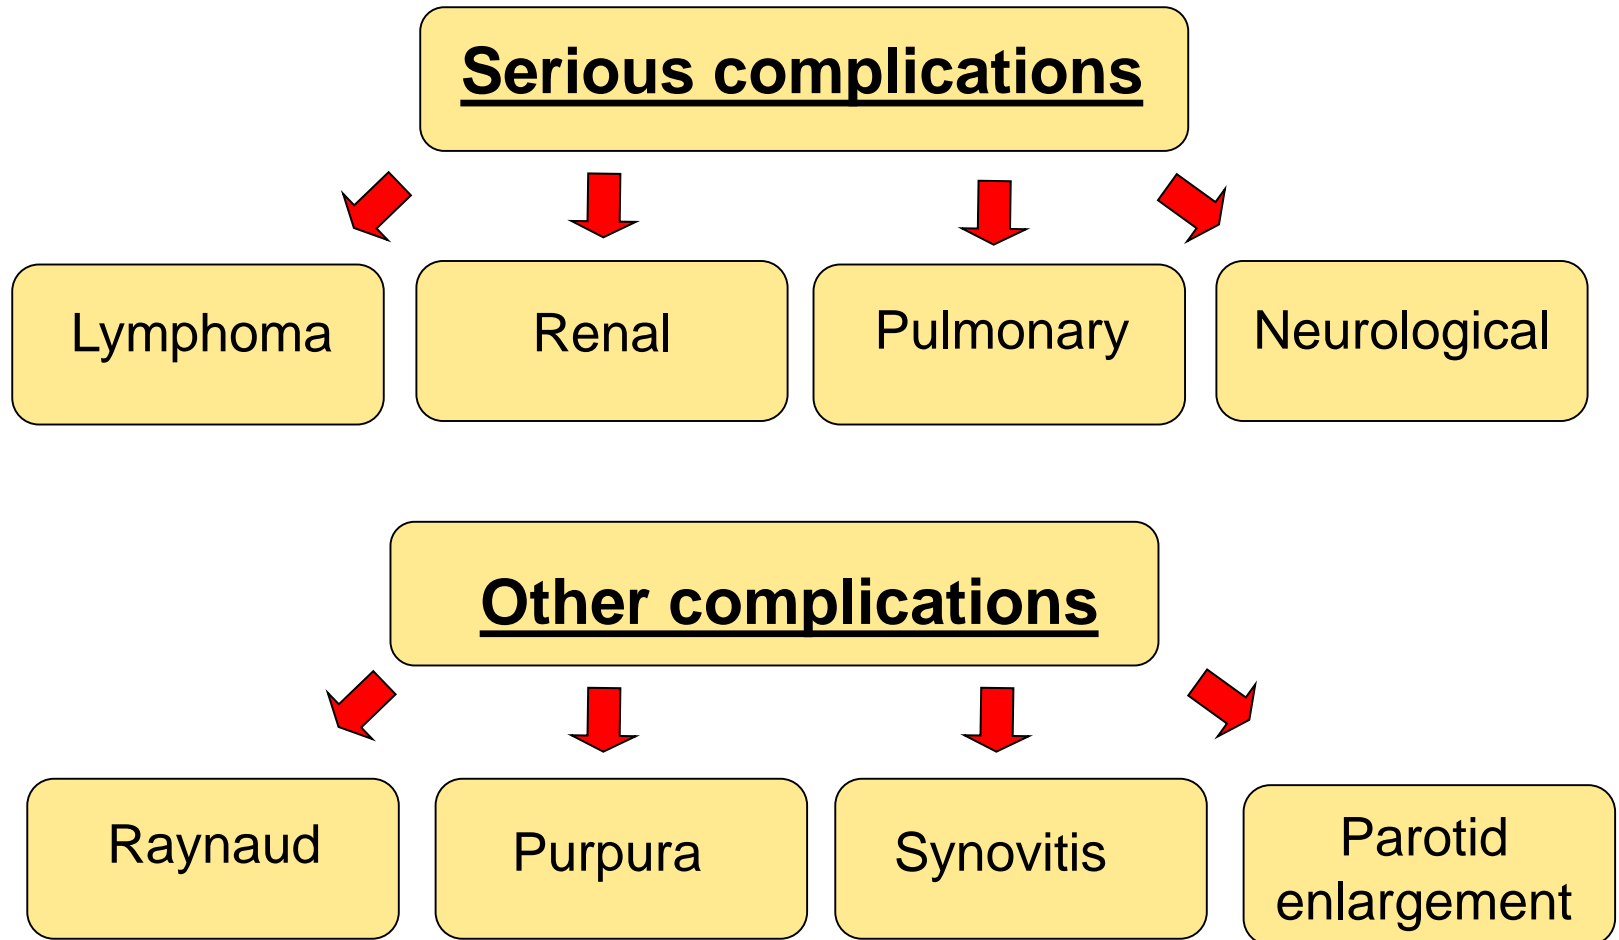 Serious complications
Lymphoma
Renal
Pulmonary
Neurological
Other complications
Raynaud
Purpura
Synovitis
Parotid
enlargement